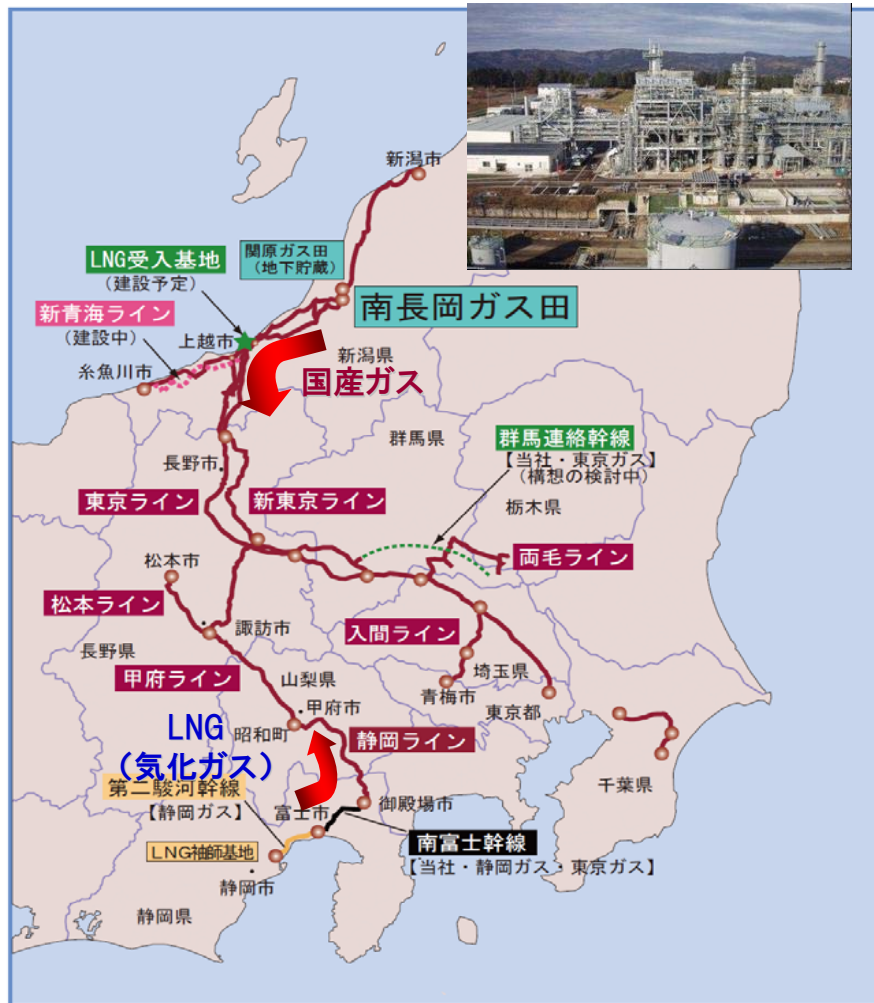 新潟市
LNG受入基地
(建設予定)
関原ガス田
(地下貯蔵)
南長岡ガス田
新青海ライン
(建設中)
上越市
糸魚川市
新潟県
国産ガス
群馬県
群馬連絡幹線
【当社・東京ガス】
(構想の検討中)
長野市
栃木県
東京ライン
新東京ライン
両毛ライン
松本市
松本ライン
諏訪市
入間ライン
長野県
埼玉県
甲府ライン
山梨県
青梅市
甲府市
東京都
LNG
(気化ガス)
昭和町
静岡ライン
千葉県
第二駿河幹線
【静岡ガス】
富士市
御殿場市
LNG袖師基地
南富士幹線
【当社・静岡ガス・東京ガス】
静岡市
静岡県